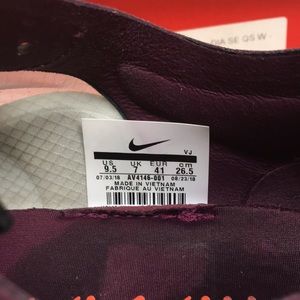 DIA SE QS W
VJ
US UK EUR cm
9.5 7 41 26.5
07/03/18 AV4146-001 08/23/18
MADE IN VIETNAM
FABRIQUE AU VIETNAM